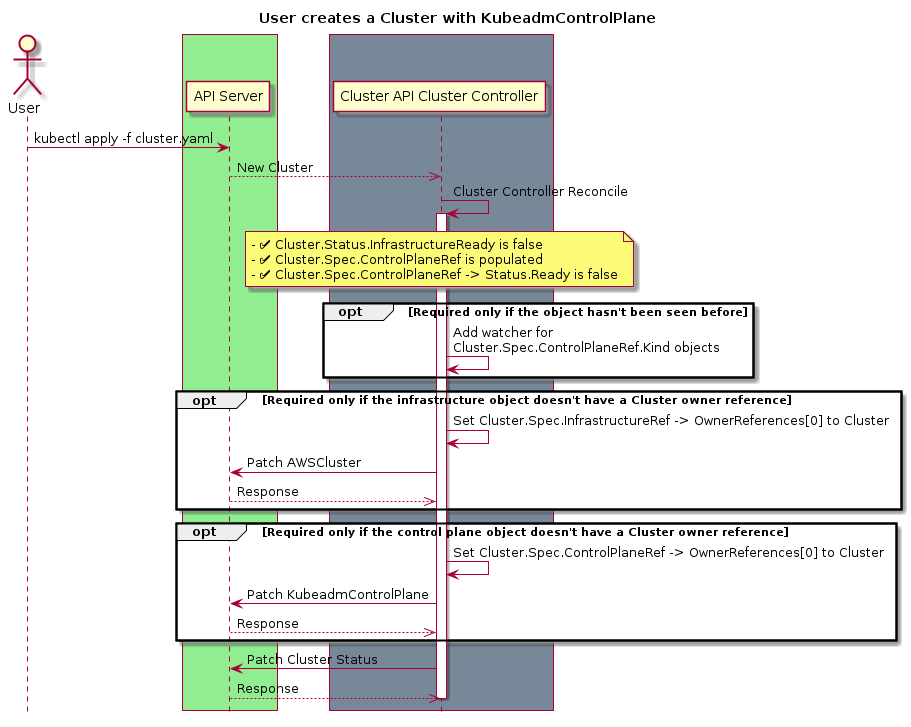 User creates a Cluster with KubeadmControlPlane
User
API Server
Cluster API Cluster Controller
kubectl apply -f cluster.yaml
New Cluster
Cluster Controller Reconcile
- ✔ Cluster.Status.InfrastructureReady is false
- ✔ Cluster.Spec.ControlPlaneRef is populated
- ✔ Cluster.Spec.ControlPlaneRef -> Status.Ready is false
opt [Required only if the object hasn't been seen before]
Add watcher for
Cluster.Spec.ControlPlaneRef.Kind objects
opt [Required only if the infrastructure object doesn't have a Cluster owner reference]
Set Cluster.Spec.InfrastructureRef -> OwnerReferences[0] to Cluster
Patch AWSCluster
Response
opt [Required only if the control plane object doesn't have a Cluster owner reference]
Set Cluster.Spec.ControlPlaneRef -> OwnerReferences[0] to Cluster
Patch KubeadmControlPlane
Response
Patch Cluster Status
Response